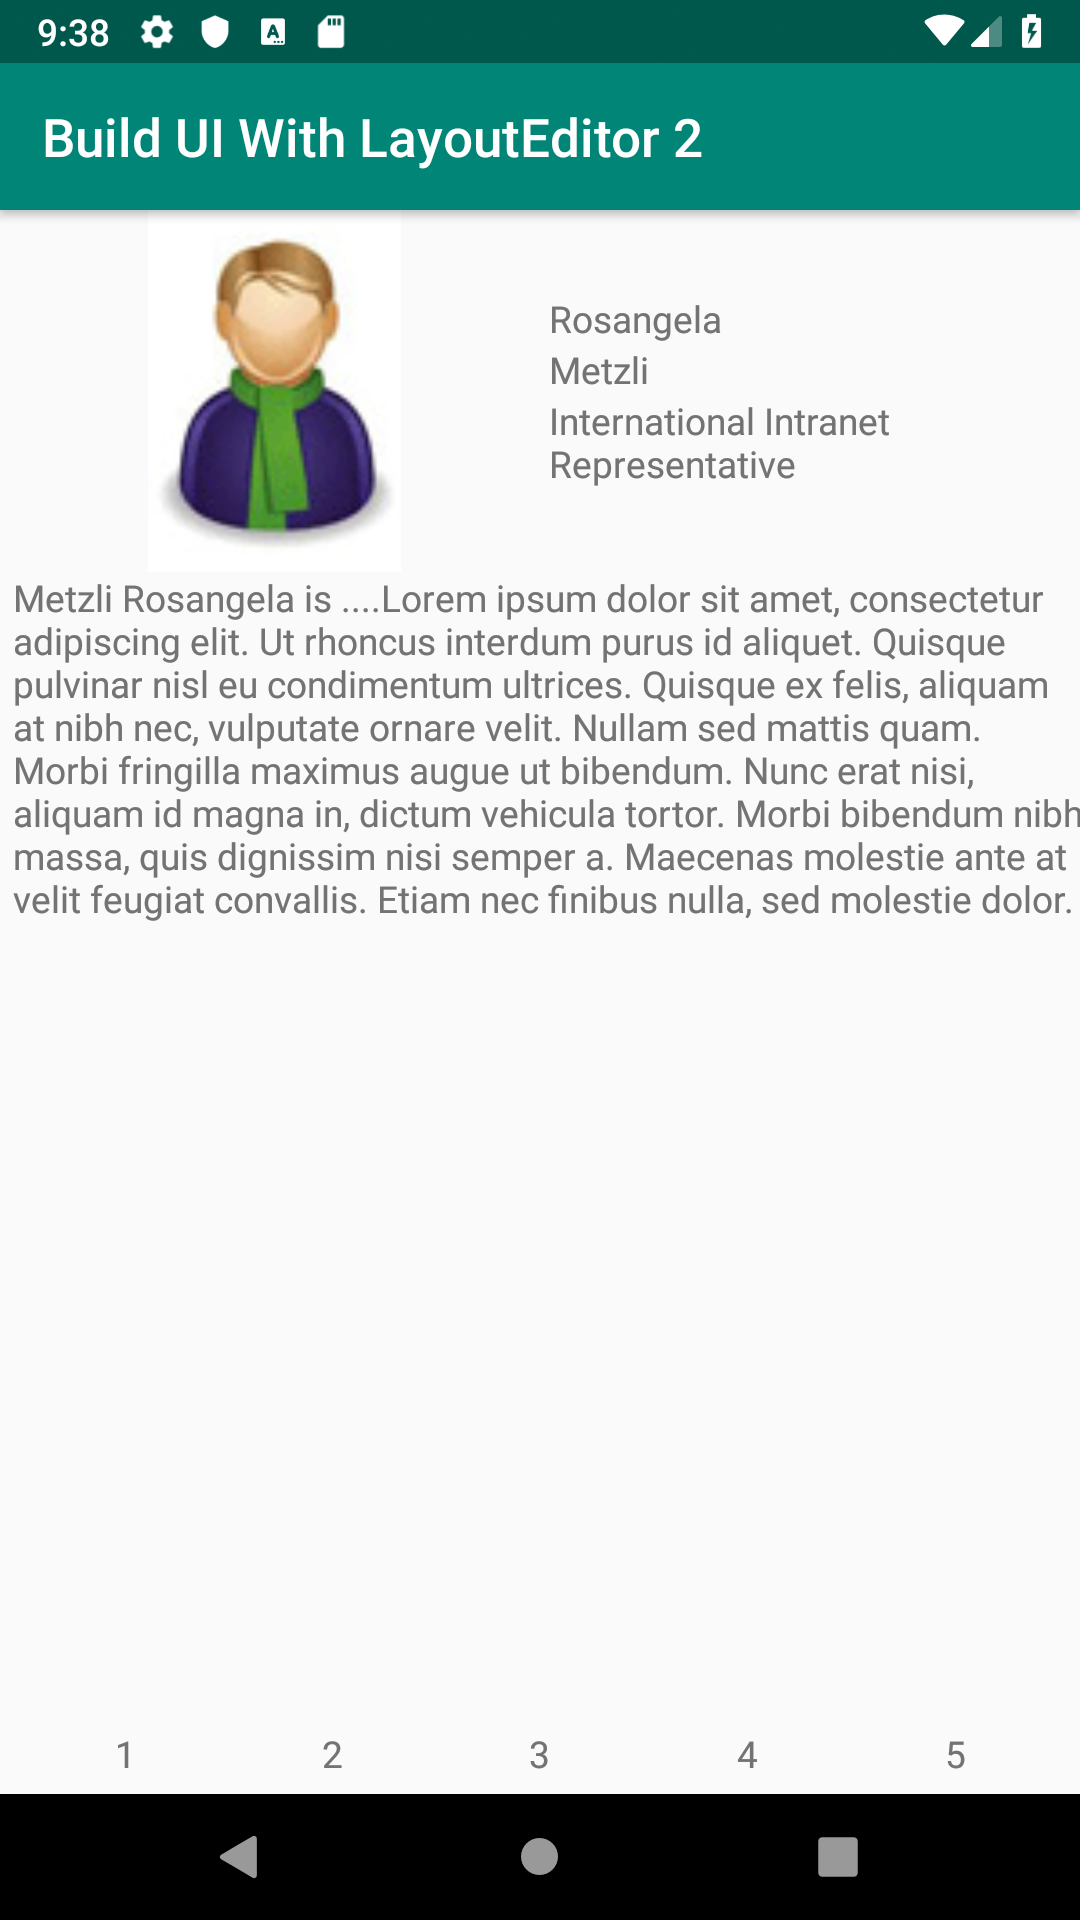 9:38
Build UI With LayoutEditor 2
Rosangela
Metzli
International Intranet
Representative
Metzli Rosangela is ....Lorem ipsum dolor sit amet, consectetur
adipiscing elit. Ut rhoncus interdum purus id aliquet. Quisque
pulvinar nisl eu condimentum ultrices. Quisque ex felis, aliquam
at nibh nec, vulputate ornare velit. Nullam sed mattis quam.
Morbi fringilla maximus augue ut bibendum. Nunc erat nisi,
aliquam id magna in, dictum vehicula tortor. Morbi bibendum nibh
massa, quis dignissim nisi semper a. Maecenas molestie ante at
velit feugiat convallis. Etiam nec finibus nulla, sed molestie dolor.
1 2 3 4 5